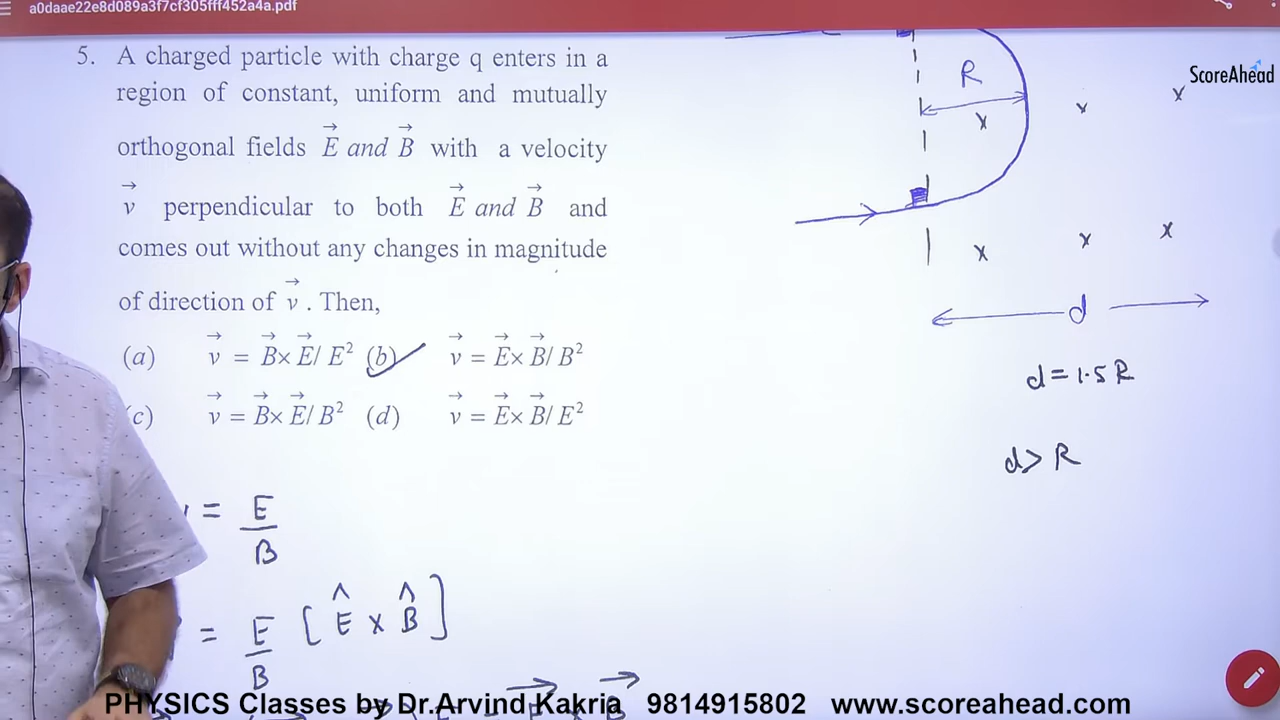 a0daae22e8d089a3f7cf305fff452a4a.pdf
ScoreAhead
5. A charged particle with charge q enters in a
region of constant, uniform and mutually
orthogonal fields E⃗ and B⃗ with a velocity
v⃗ perpendicular to both E⃗ and B⃗ and
comes out without any changes in magnitude
of direction of v⃗. Then,
(a) v⃗ = B⃗× E⃗/ E² (b) v⃗ = E⃗× B⃗/ B²
(c) v⃗ = B⃗× E⃗/ B² (d) v⃗ = E⃗× B⃗/ E²
= E/B
= E/B [Ê × B̂]
R
x x x
x x x
d
d = 1.5 R
d > R
PHYSICS Classes by Dr.Arvind Kakria 9814915802 www.scoreahead.com